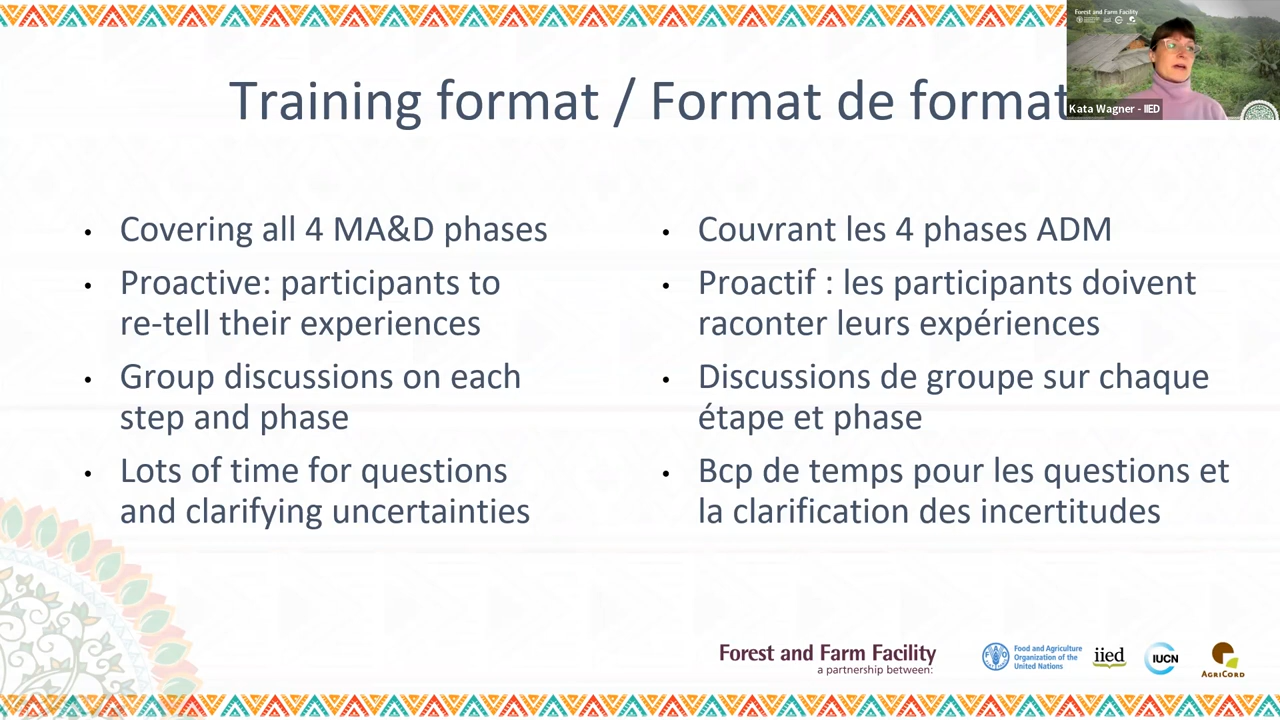 Training format / Format de format
Forest and Farm Facility
Kata Wagner - IIED
Covering all 4 MA&D phases
Proactive: participants to
re-tell their experiences
Group discussions on each
step and phase
Lots of time for questions
and clarifying uncertainties
Couvrant les 4 phases ADM
Proactif : les participants doivent
raconter leurs expériences
Discussions de groupe sur chaque
étape et phase
Bcp de temps pour les questions et
la clarification des incertitudes
Forest and Farm Facility
a partnership between:
Food and Agriculture
Organization of the
United Nations
iied
IUCN
AGRICORD